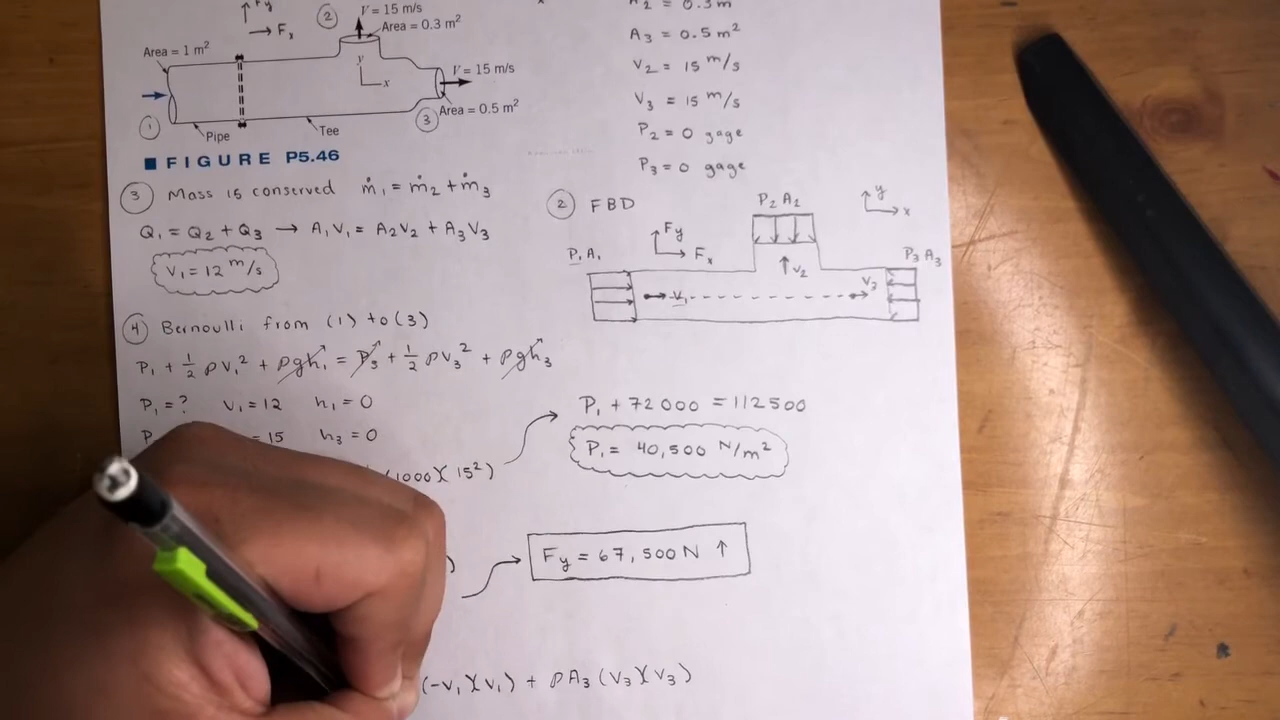 Fy
→ Fx
②
V = 15 m/s
Area = 0.3 m²
Area = 1 m²
y
x
V = 15 m/s
Area = 0.5 m²
①
③
Pipe
Tee
FIGURE P5.46
A₂ = 0.3 m
A₃ = 0.5 m²
V₂ = 15 m/s
V₃ = 15 m/s
P₂ = 0 gage
P₃ = 0 gage
③ Mass is conserved ṁ₁ = ṁ₂ + ṁ₃
Q₁ = Q₂ + Q₃ → A₁V₁ = A₂V₂ + A₃V₃
V₁ = 12 m/s
② FBD
P₂A₂
y
x
Fy
Fx
P₁A₁
P₃A₃
↑V₂
V₁
V₃
④ Bernoulli from (1) to (3)
P₁ + ½ρV₁² + ρgh₁ = P₃ + ½ρV₃² + ρgh₃
P₁ = ? V₁ = 12 h₁ = 0
P = 15 h₃ = 0
(1000)(15²)
P₁ + 72000 = 112500
P₁ = 40,500 N/m²
)
Fy = 67,500 N ↑
(-V₁)(V₁) + ρA₃(V₃)(V₃)